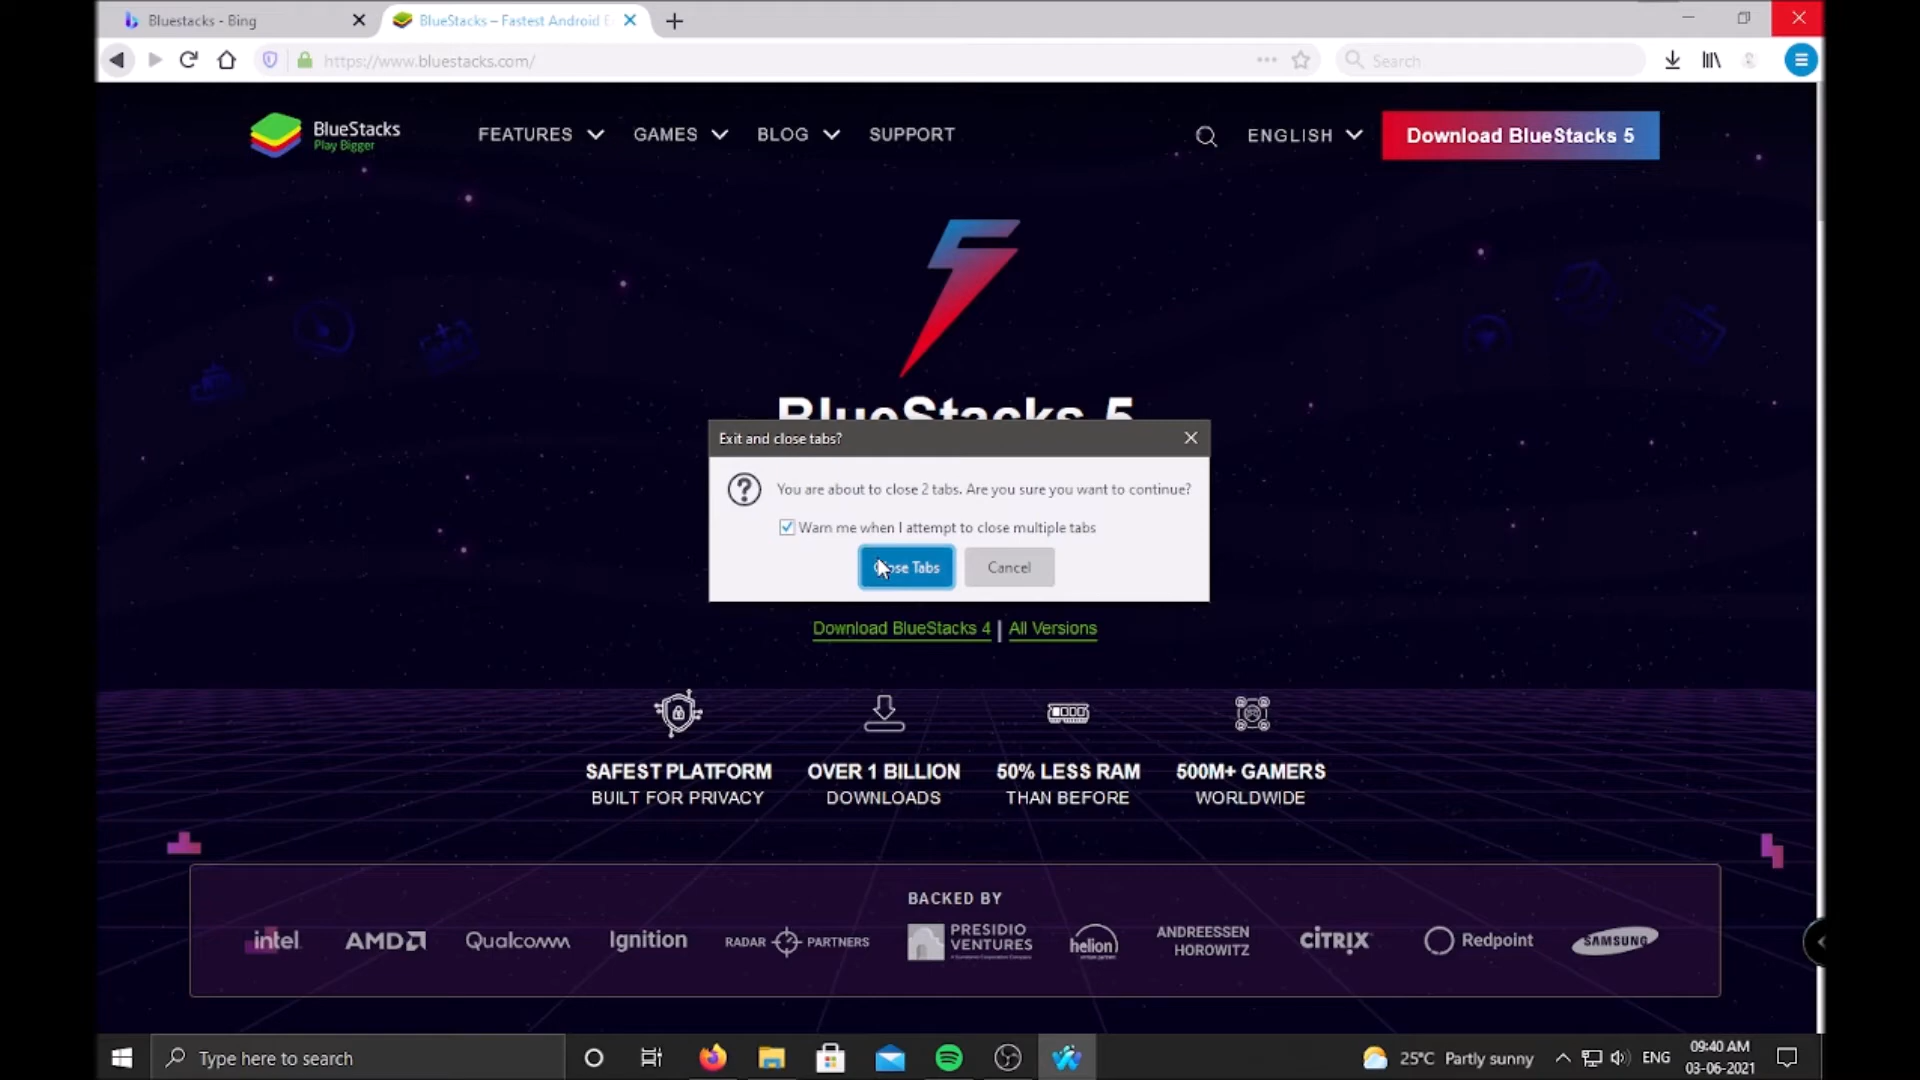 Bluestacks - Bing
BlueStacks – Fastest Android E
https://www.bluestacks.com/
Search
BlueStacks
Play Bigger
FEATURES
GAMES
BLOG
SUPPORT
ENGLISH
Download BlueStacks 5
BlueStacks 5
Exit and close tabs?
You are about to close 2 tabs. Are you sure you want to continue?
Warn me when I attempt to close multiple tabs
Close Tabs
Cancel
Download BlueStacks 4 | All Versions
SAFEST PLATFORM
BUILT FOR PRIVACY
OVER 1 BILLION
DOWNLOADS
50% LESS RAM
THAN BEFORE
500M+ GAMERS
WORLDWIDE
BACKED BY
intel
AMD
Qualcomm
Ignition
RADAR PARTNERS
PRESIDIO
VENTURES
helion
ANDREESSEN
HOROWITZ
CITRIX
Redpoint
SAMSUNG
Type here to search
25°C Partly sunny
ENG
09:40 AM
03-06-2021